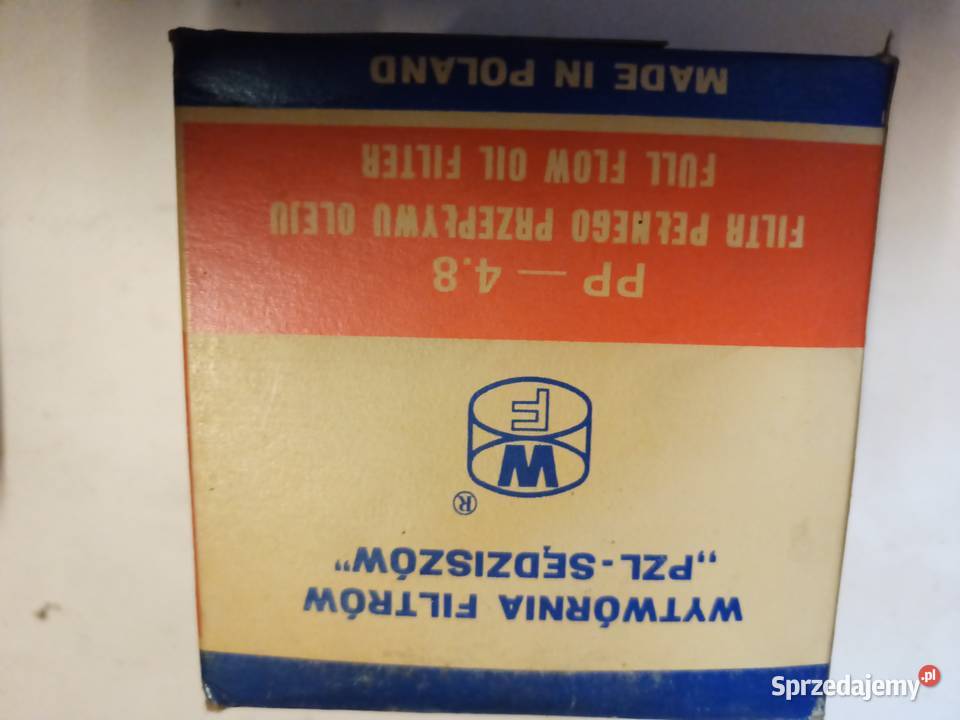 WYTWÓRNIA FILTRÓW
„PZL-SĘDZISZÓW”
®
W
F
PP — 4.8
FILTR PEŁNEGO PRZEPŁYWU OLEJU
FULL FLOW OIL FILTER
MADE IN POLAND
Sprzedajemy.pl